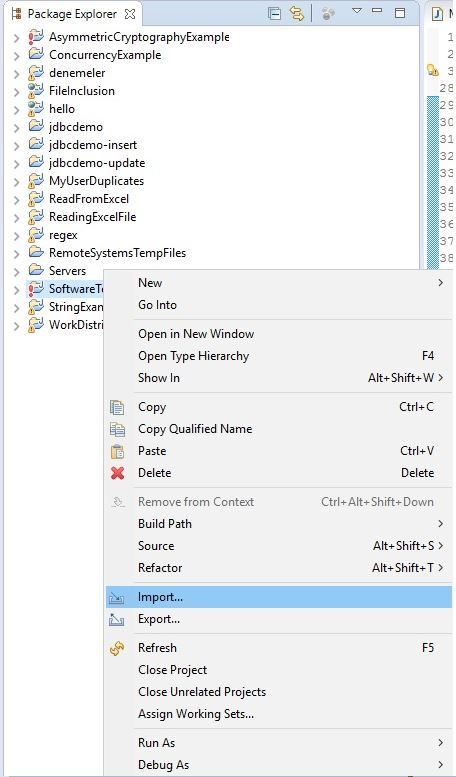 Package Explorer
AsymmetricCryptographyExample
ConcurrencyExample
denemeler
FileInclusion
hello
jdbcdemo
jdbcdemo-insert
jdbcdemo-update
MyUserDuplicates
ReadFromExcel
ReadingExcelFile
regex
RemoteSystemsTempFiles
Servers
SoftwareTe
StringExam
WorkDistri
New
Go Into
Open in New Window
Open Type Hierarchy F4
Show In Alt+Shift+W
Copy Ctrl+C
Copy Qualified Name
Paste Ctrl+V
Delete Delete
Remove from Context Ctrl+Alt+Shift+Down
Build Path
Source Alt+Shift+S
Refactor Alt+Shift+T
Import...
Export...
Refresh F5
Close Project
Close Unrelated Projects
Assign Working Sets...
Run As
Debug As
1
2
3
28
29
30
31
32
33
34
35
36
37
38